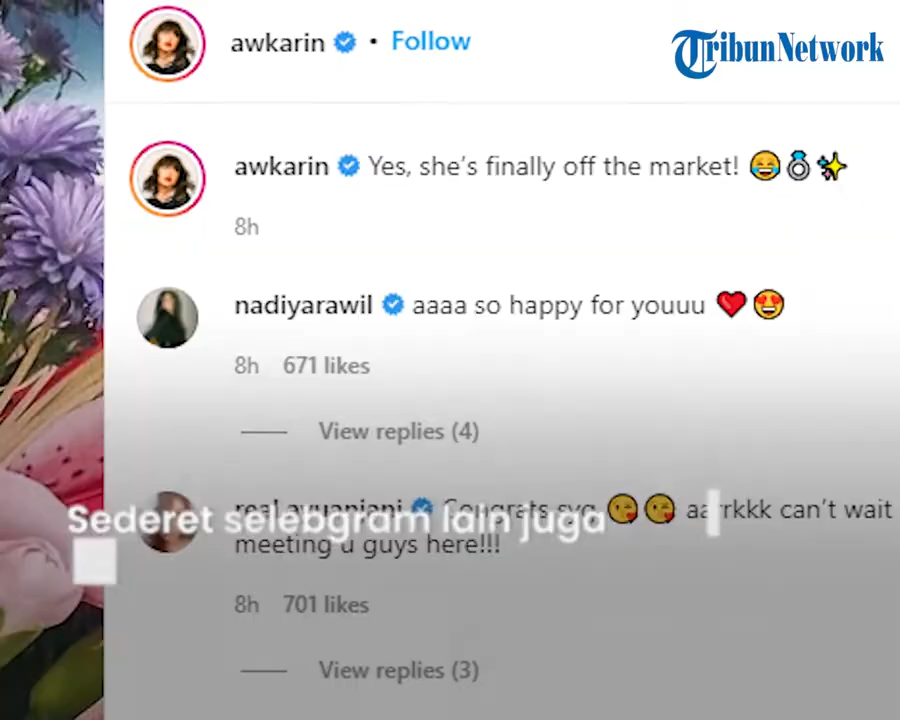 awkarin • Follow
TribunNetwork
awkarin Yes, she's finally off the market! 😂💍✨
8h
nadiyarawil aaaa so happy for youuu ❤️😍
8h 671 likes
View replies (4)
Congrats syg 😘😘 aarrkkk can't wait
Sederet selebgram lain juga
meeting u guys here!!!
8h 701 likes
View replies (3)